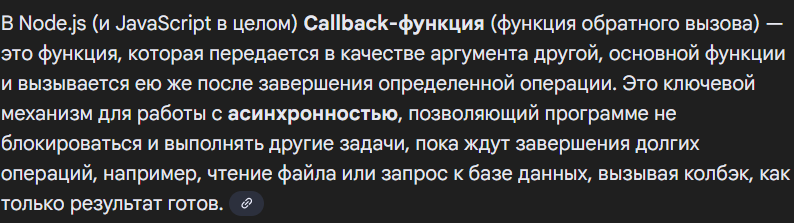 В Node.js (и JavaScript в целом) Callback-функция (функция обратного вызова) —
это функция, которая передается в качестве аргумента другой, основной функции
и вызывается ею же после завершения определенной операции. Это ключевой
механизм для работы с асинхронностью, позволяющий программе не
блокироваться и выполнять другие задачи, пока ждут завершения долгих
операций, например, чтение файла или запрос к базе данных, вызывая колбэк, как
только результат готов.